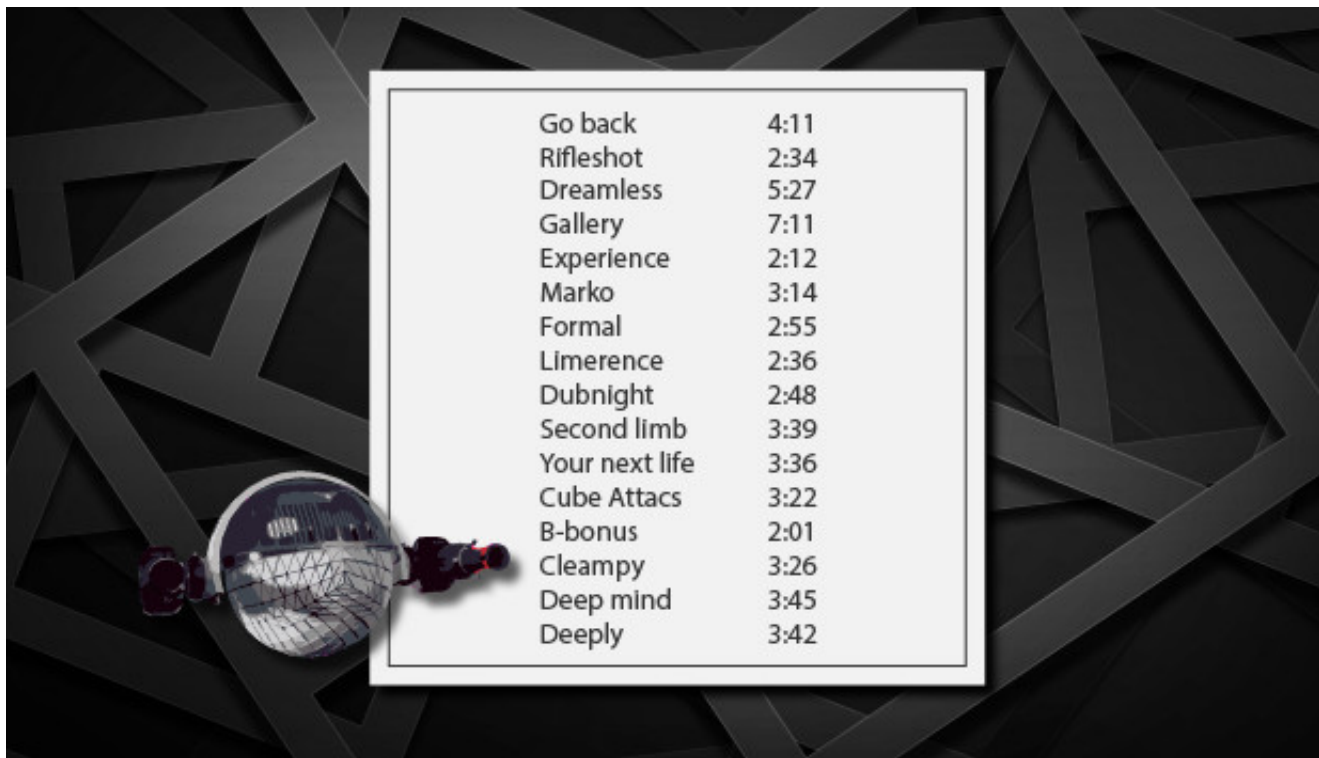 Go back 4:11
Rifleshot 2:34
Dreamless 5:27
Gallery 7:11
Experience 2:12
Marko 3:14
Formal 2:55
Limerence 2:36
Dubnight 2:48
Second limb 3:39
Your next life 3:36
Cube Attacs 3:22
B-bonus 2:01
Cleampy 3:26
Deep mind 3:45
Deeply 3:42